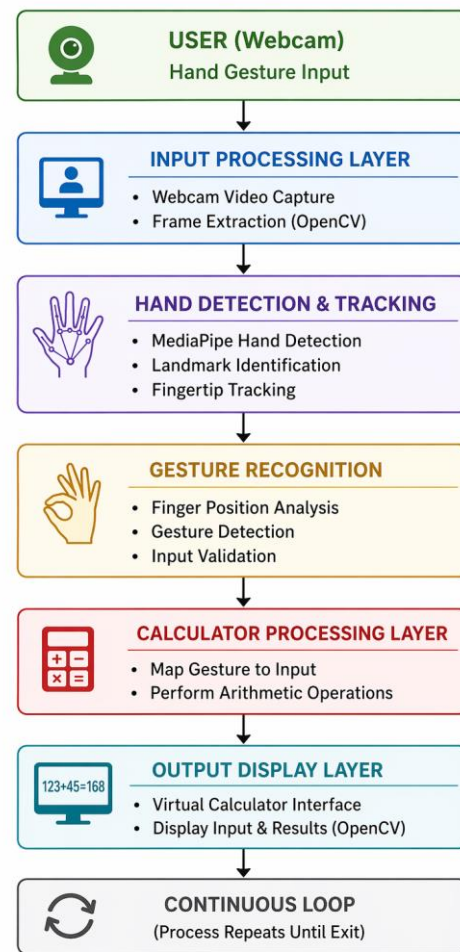 USER (Webcam)
Hand Gesture Input
INPUT PROCESSING LAYER
• Webcam Video Capture
• Frame Extraction (OpenCV)
HAND DETECTION & TRACKING
• MediaPipe Hand Detection
• Landmark Identification
• Fingertip Tracking
GESTURE RECOGNITION
• Finger Position Analysis
• Gesture Detection
• Input Validation
CALCULATOR PROCESSING LAYER
+ −
× =
• Map Gesture to Input
• Perform Arithmetic Operations
OUTPUT DISPLAY LAYER
123+45=168
• Virtual Calculator Interface
• Display Input & Results (OpenCV)
CONTINUOUS LOOP
(Process Repeats Until Exit)